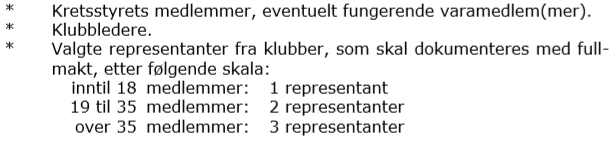 * Kretsstyrets medlemmer, eventuelt fungerende varamedlem(mer).
* Klubbledere.
* Valgte representanter fra klubber, som skal dokumenteres med full-
makt, etter følgende skala:
inntil 18 medlemmer: 1 representant
19 til 35 medlemmer: 2 representanter
over 35 medlemmer: 3 representanter